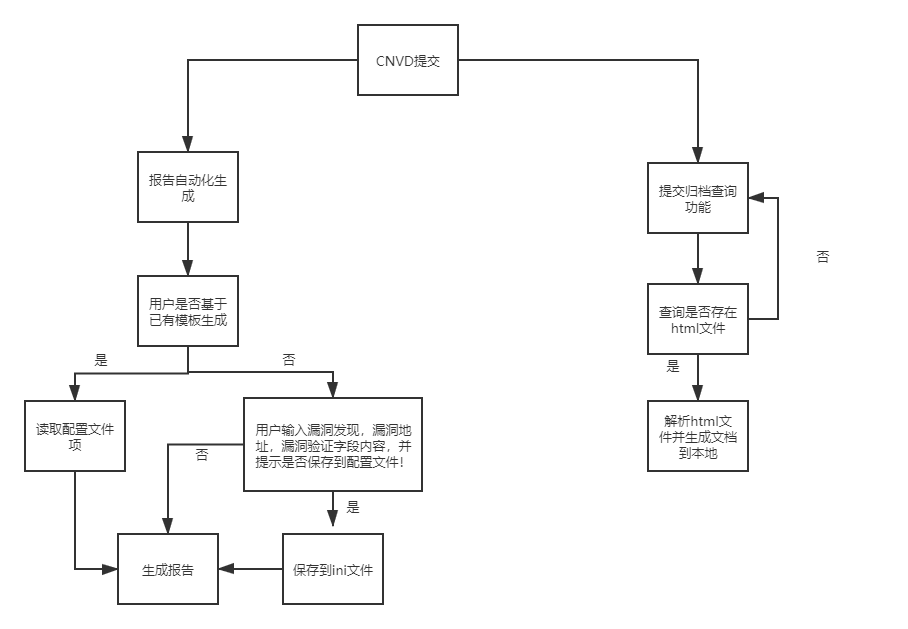 CNVD提交
报告自动化生
成
提交归档查询
功能
否
用户是否基于
已有模板生成
查询是否存在
html文件
是
否
是
读取配置文件
项
用户输入漏洞发现，漏洞地
址，漏洞验证字段内容，并
提示是否保存到配置文件！
解析html文
件并生成文档
到本地
否
是
生成报告
保存到ini文件